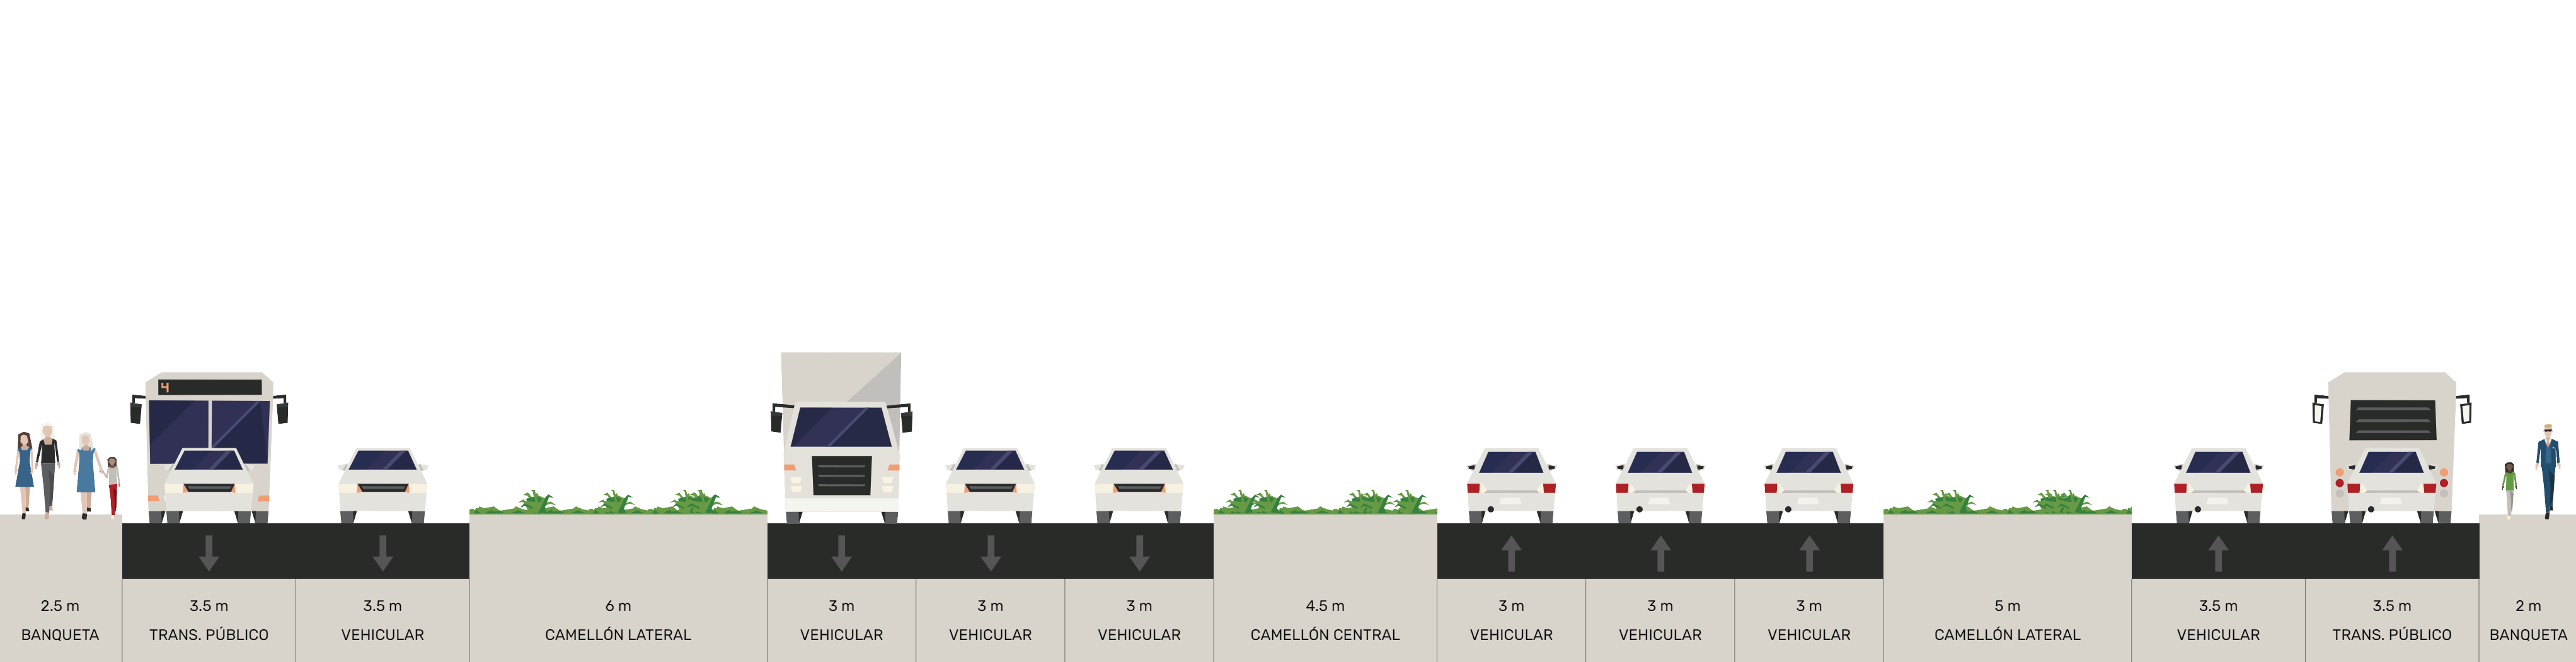 4
2.5 m
BANQUETA
3.5 m
TRANS. PÚBLICO
3.5 m
VEHICULAR
6 m
CAMELLÓN LATERAL
3 m
VEHICULAR
3 m
VEHICULAR
3 m
VEHICULAR
4.5 m
CAMELLÓN CENTRAL
3 m
VEHICULAR
3 m
VEHICULAR
3 m
VEHICULAR
5 m
CAMELLÓN LATERAL
3.5 m
VEHICULAR
3.5 m
TRANS. PÚBLICO
2 m
BANQUETA